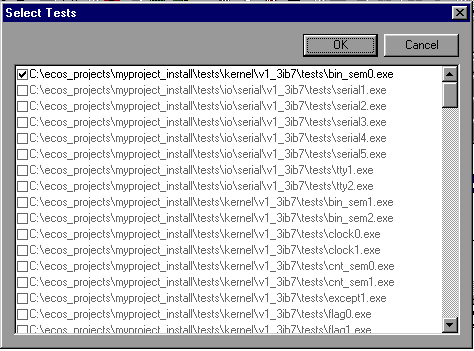 Select Tests
OK
Cancel
C:\ecos_projects\myproject_install\tests\kernel\v1_3ib7\tests\bin_sem0.exe
C:\ecos_projects\myproject_install\tests\io\serial\v1_3ib7\tests\serial1.exe
C:\ecos_projects\myproject_install\tests\io\serial\v1_3ib7\tests\serial2.exe
C:\ecos_projects\myproject_install\tests\io\serial\v1_3ib7\tests\serial3.exe
C:\ecos_projects\myproject_install\tests\io\serial\v1_3ib7\tests\serial4.exe
C:\ecos_projects\myproject_install\tests\io\serial\v1_3ib7\tests\serial5.exe
C:\ecos_projects\myproject_install\tests\io\serial\v1_3ib7\tests\tty1.exe
C:\ecos_projects\myproject_install\tests\io\serial\v1_3ib7\tests\tty2.exe
C:\ecos_projects\myproject_install\tests\kernel\v1_3ib7\tests\bin_sem1.exe
C:\ecos_projects\myproject_install\tests\kernel\v1_3ib7\tests\bin_sem2.exe
C:\ecos_projects\myproject_install\tests\kernel\v1_3ib7\tests\clock0.exe
C:\ecos_projects\myproject_install\tests\kernel\v1_3ib7\tests\clock1.exe
C:\ecos_projects\myproject_install\tests\kernel\v1_3ib7\tests\cnt_sem0.exe
C:\ecos_projects\myproject_install\tests\kernel\v1_3ib7\tests\cnt_sem1.exe
C:\ecos_projects\myproject_install\tests\kernel\v1_3ib7\tests\except1.exe
C:\ecos_projects\myproject_install\tests\kernel\v1_3ib7\tests\flag0.exe
C:\ecos_projects\myproject_install\tests\kernel\v1_3ib7\tests\flag1.exe